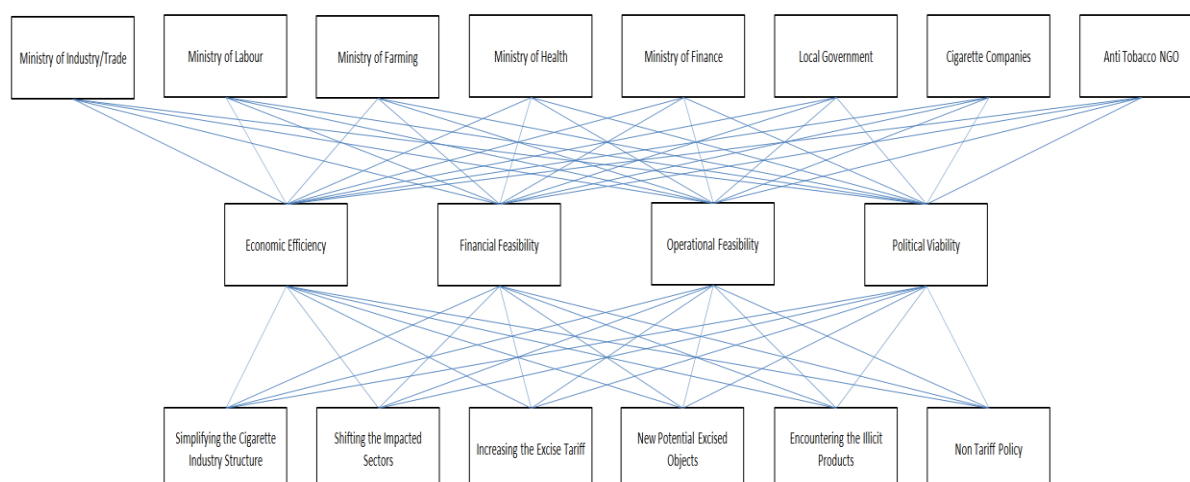 Ministry of Industry/Trade
Ministry of Labour
Ministry of Farming
Ministry of Health
Ministry of Finance
Local Government
Cigarette Companies
Anti Tobacco NGO
Economic Efficiency
Financial Feasibility
Operational Feasibility
Political Viability
Simplifying the Cigarette
Industry Structure
Shifting the Impacted
Sectors
Increasing the Excise Tariff
New Potential Excised
Objects
Encountering the Illicit
Products
Non Tariff Policy